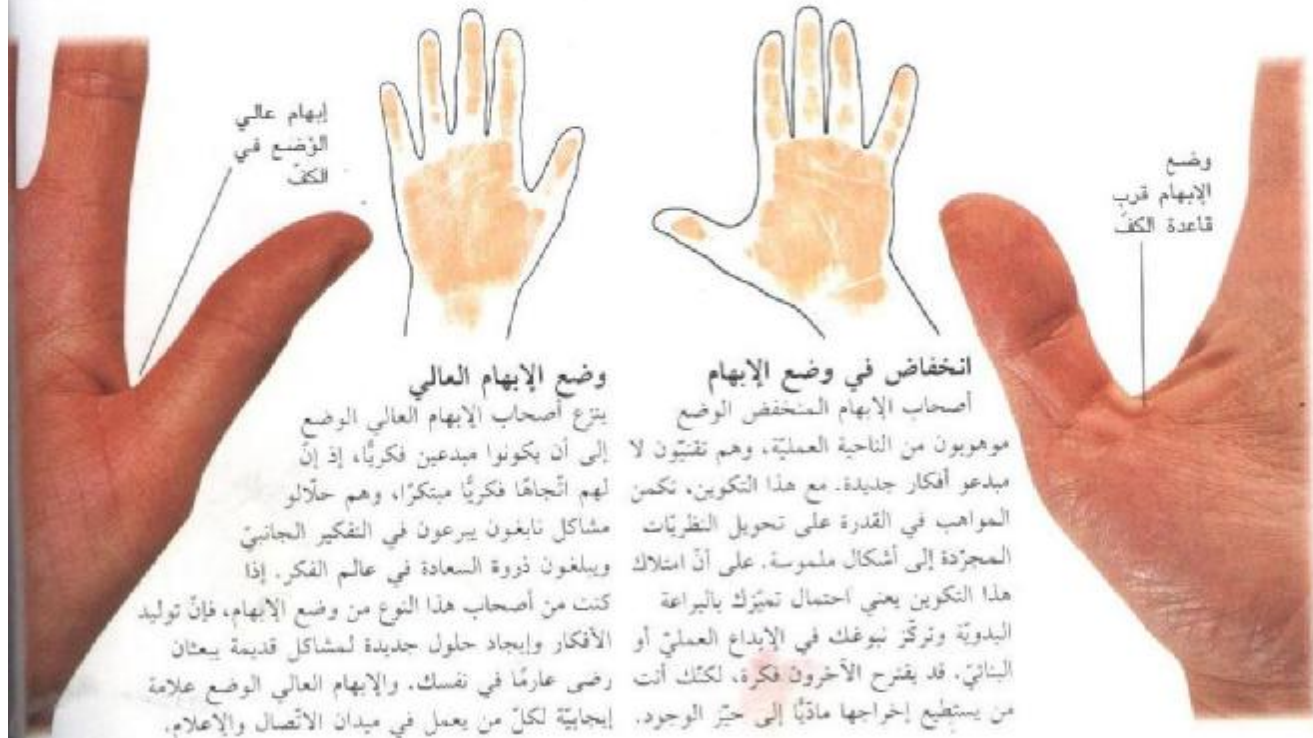 وضع
الإبهام قرب
قاعدة الكفّ
إبهام عالي
الوضع في
الكفّ
انخفاض في وضع الإبهام
أصحاب الإبهام المنخفض الوضع
موهوبون من الناحية العمليّة، وهم تقنيّون لا
مبدعو أفكار جديدة. مع هذا التكوين، تكمن
المواهب في القدرة على تحويل النظريّات
المجرّدة إلى أشكال ملموسة. على أنّ امتلاك
هذا التكوين يعني احتمال تميّزك بالبراعة
اليدويّة وتركّز نبوغك في الإبداع العمليّ أو
البنائيّ. قد يقترح الآخرون فكرة، لكنّك أنت
من يستطيع إخراجها مادّيًّا إلى حيّز الوجود.
وضع الإبهام العالي
ينزع أصحاب الإبهام العالي الوضع
إلى أن يكونوا مبدعين فكريًّا، إذ إنّ
لهم اتّجاهًا فكريًّا مبتكرًا، وهم حلّالو
مشاكل نابغون يبرعون في التفكير الجانبيّ
ويبلغون ذروة السعادة في عالم الفكر. إذا
كنت من أصحاب هذا النوع من وضع الإبهام، فإنّ توليد
الأفكار وإيجاد حلول جديدة لمشاكل قديمة يبعثان
رضى عارمًا في نفسك. والإبهام العالي الوضع علامة
إيجابيّة لكلّ من يعمل في ميدان الاتّصال والإعلام.